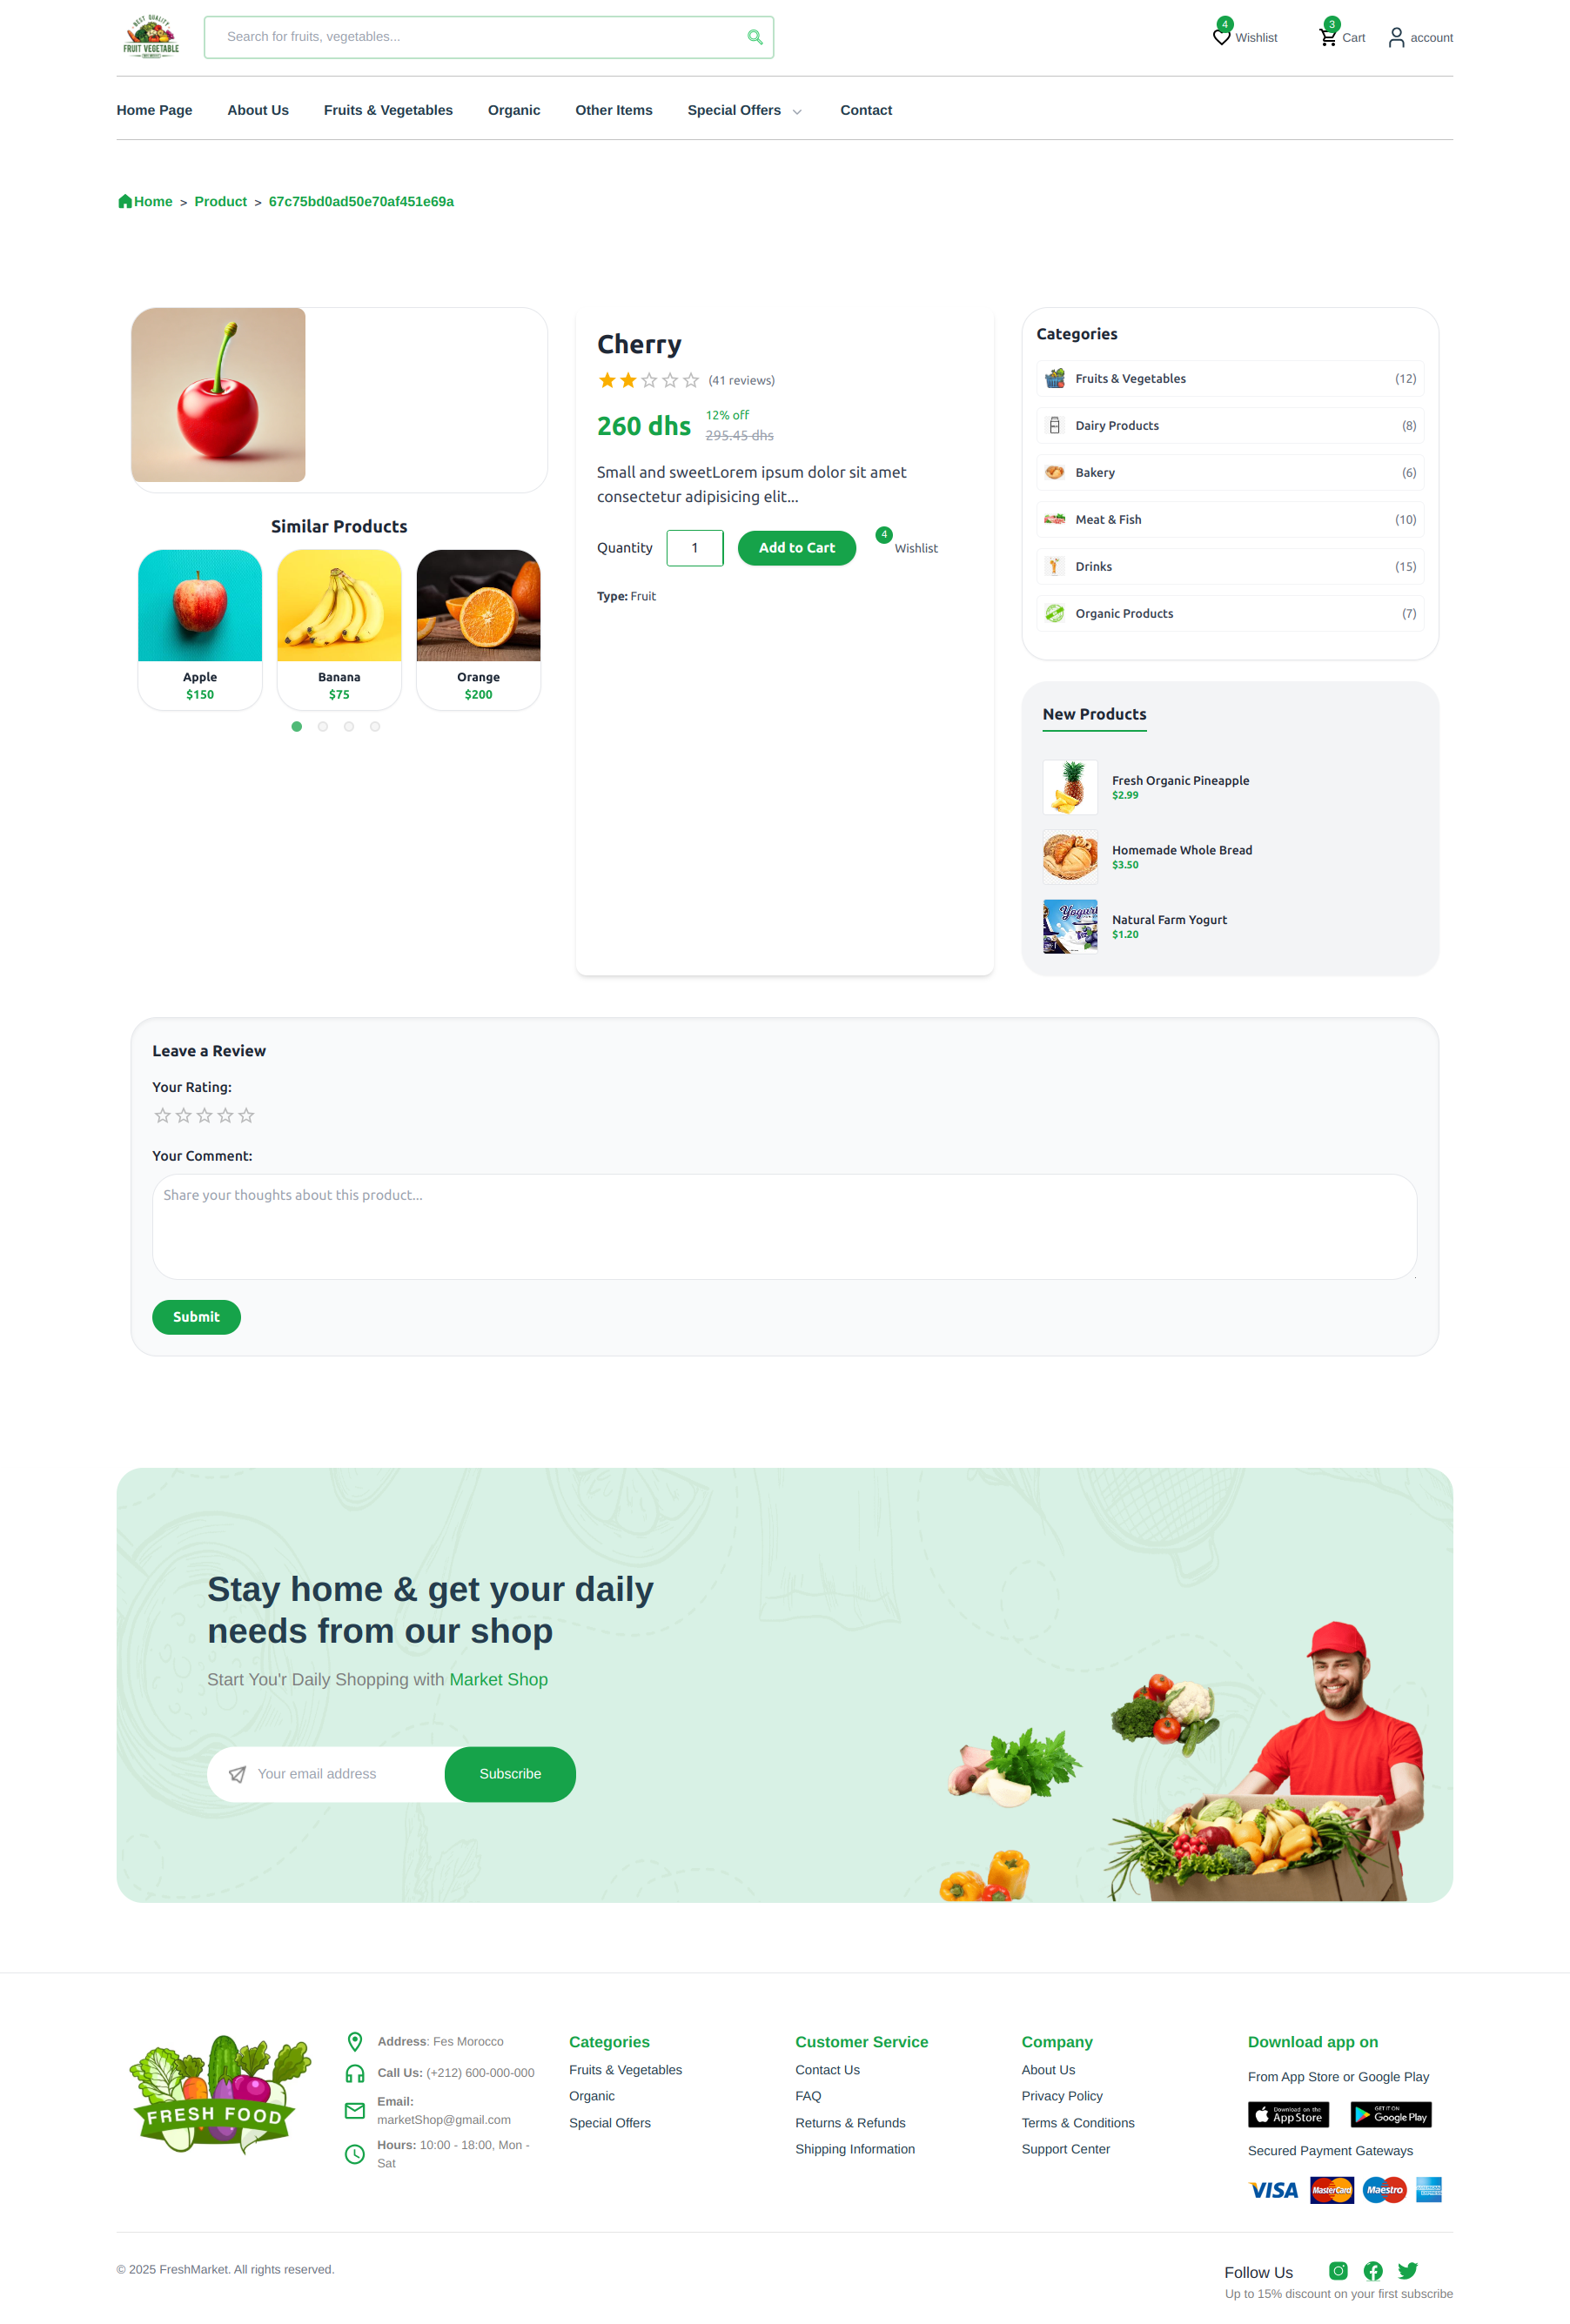 BEST QUALITY
FRUIT VEGETABLE
Search for fruits, vegetables...
4
Wishlist
3
Cart
account
Home Page
About Us
Fruits & Vegetables
Organic
Other Items
Special Offers
Contact
Home > Product > 67c75bd0ad50e70af451e69a
Cherry
(41 reviews)
260 dhs
12% off
295.45 dhs
Small and sweetLorem ipsum dolor sit amet
consectetur adipisicing elit...
Quantity
1
Add to Cart
4
Wishlist
Type: Fruit
Similar Products
Apple
$150
Banana
$75
Orange
$200
Categories
Fruits & Vegetables (12)
Dairy Products (8)
Bakery (6)
Meat & Fish (10)
Drinks (15)
Organic Products (7)
New Products
Fresh Organic Pineapple
$2.99
Homemade Whole Bread
$3.50
Yogurt
Natural Farm Yogurt
$1.20
Leave a Review
Your Rating:
Your Comment:
Share your thoughts about this product...
Submit
Stay home & get your daily
needs from our shop
Start You'r Daily Shopping with Market Shop
Your email address
Subscribe
FRESH FOOD
Address: Fes Morocco
Call Us: (+212) 600-000-000
Email:
marketShop@gmail.com
Hours: 10:00 - 18:00, Mon -
Sat
Categories
Fruits & Vegetables
Organic
Special Offers
Customer Service
Contact Us
FAQ
Returns & Refunds
Shipping Information
Company
About Us
Privacy Policy
Terms & Conditions
Support Center
Download app on
From App Store or Google Play
Download on the
App Store
GET IT ON
Google Play
Secured Payment Gateways
VISA
MasterCard
Maestro
AMERICAN
EXPRESS
© 2025 FreshMarket. All rights reserved.
Follow Us
Up to 15% discount on your first subscribe